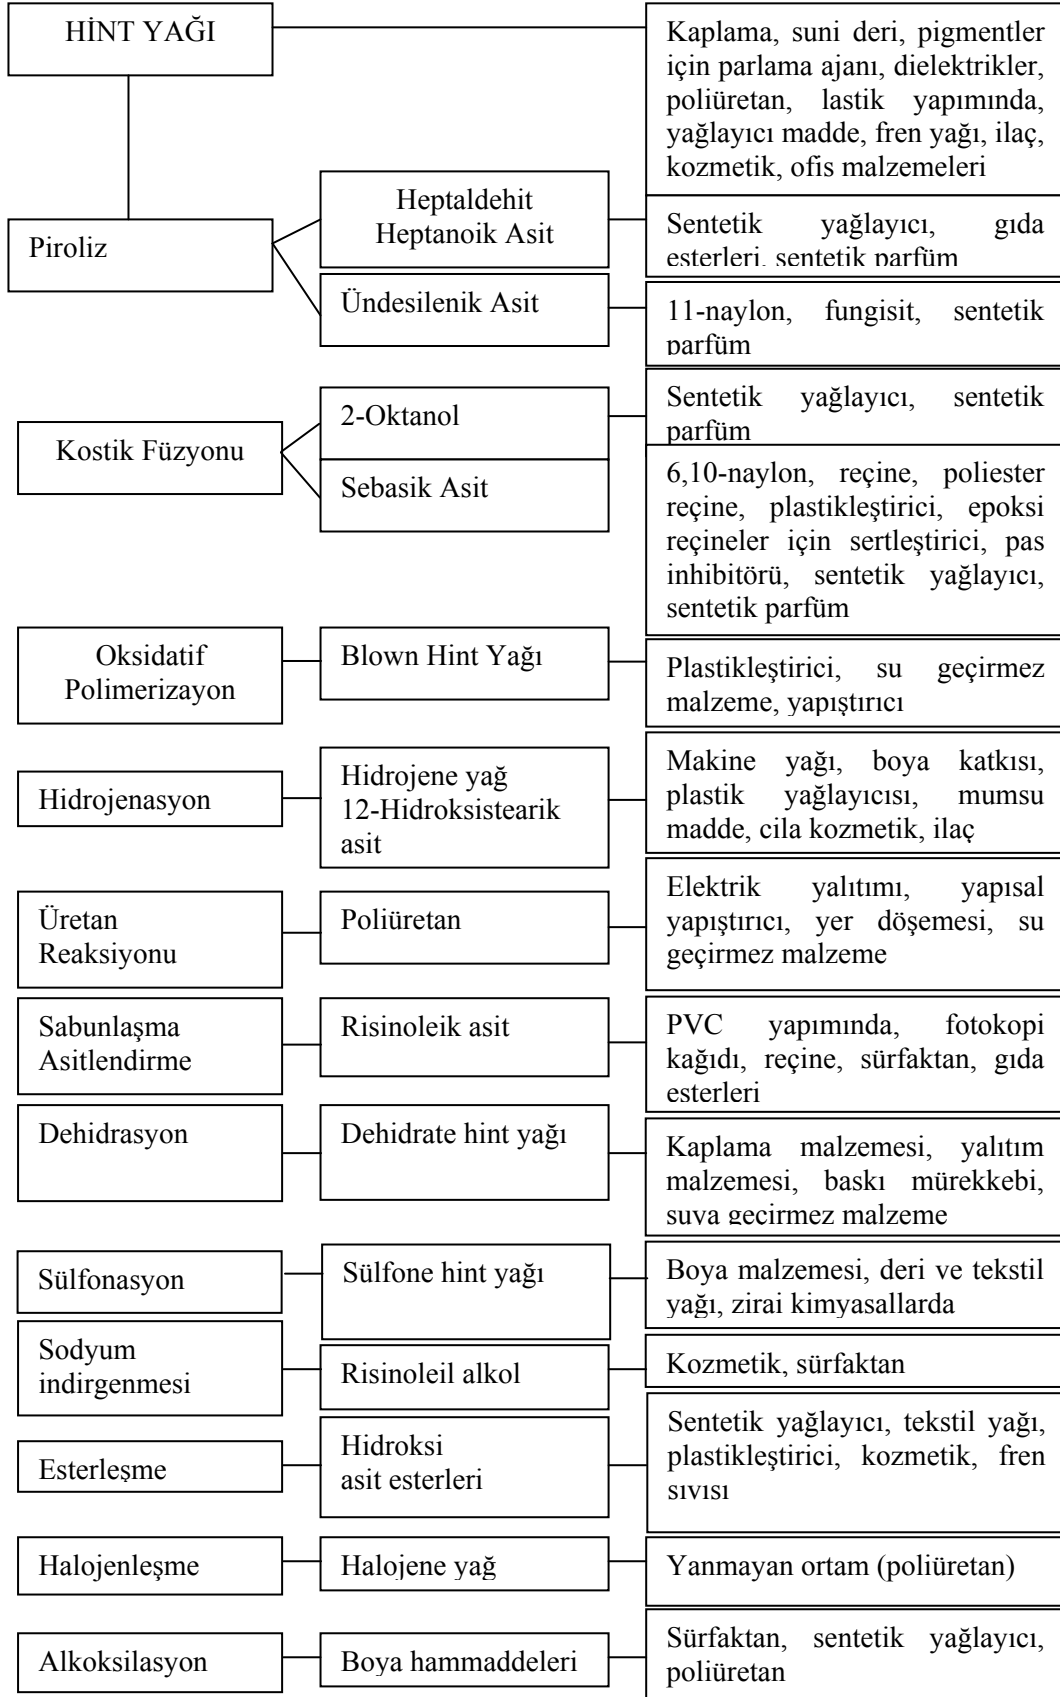 HİNT YAĞI
Kaplama, suni deri, pigmentler
için parlama ajanı, dielektrikler,
poliüretan, lastik yapımında,
yağlayıcı madde, fren yağı, ilaç,
kozmetik, ofis malzemeleri
Piroliz
Heptaldehit
Heptanoik Asit
Sentetik yağlayıcı, gıda
esterleri, sentetik parfüm
Ündesilenik Asit
11-naylon, fungisit, sentetik
parfüm
Kostik Füzyonu
2-Oktanol
Sentetik yağlayıcı, sentetik
parfüm
Sebasik Asit
6,10-naylon, reçine, poliester
reçine, plastikleştirici, epoksi
reçineler için sertleştirici, pas
inhibitörü, sentetik yağlayıcı,
sentetik parfüm
Oksidatif
Polimerizayon
Blown Hint Yağı
Plastikleştirici, su geçirmez
malzeme, yapıştırıcı
Hidrojenasyon
Hidrojene yağ
12-Hidroksistearik
asit
Makine yağı, boya katkısı,
plastik yağlayıcısı, mumsu
madde, cila kozmetik, ilaç
Üretan
Reaksiyonu
Poliüretan
Elektrik yalıtımı, yapısal
yapıştırıcı, yer döşemesi, su
geçirmez malzeme
Sabunlaşma
Asitlendirme
Risinoleik asit
PVC yapımında, fotokopi
kağıdı, reçine, sürfaktan, gıda
esterleri
Dehidrasyon
Dehidrate hint yağı
Kaplama malzemesi, yalıtım
malzemesi, baskı mürekkebi,
suya geçirmez malzeme
Sülfonasyon
Sülfone hint yağı
Boya malzemesi, deri ve tekstil
yağı, zirai kimyasallarda
Sodyum
indirgenmesi
Risinoleil alkol
Kozmetik, sürfaktan
Esterleşme
Hidroksi
asit esterleri
Sentetik yağlayıcı, tekstil yağı,
plastikleştirici, kozmetik, fren
sıvısı
Halojenleşme
Halojene yağ
Yanmayan ortam (poliüretan)
Alkoksilasyon
Boya hammaddeleri
Sürfaktan, sentetik yağlayıcı,
poliüretan